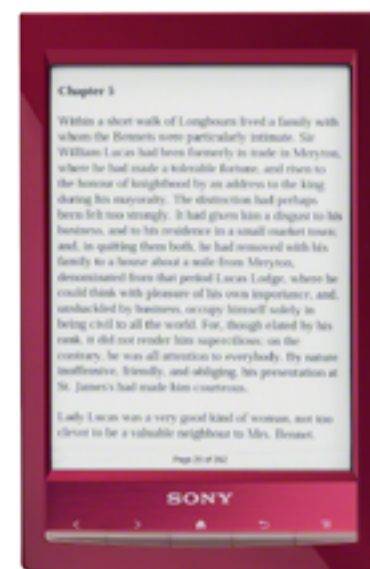 Chapter 5
Within a short walk of Longbourn lived a family with
whom the Bennets were particularly intimate. Sir
William Lucas had been formerly in trade in Meryton,
where he had made a tolerable fortune, and risen to
the honour of knighthood by an address to the king
during his mayoralty. The distinction had perhaps
been felt too strongly. It had given him a disgust to his
business, and to his residence in a small market town;
and, in quitting them both, he had removed with his
family to a house about a mile from Meryton,
denominated from that period Lucas Lodge, where he
could think with pleasure of his own importance, and,
unshackled by business, occupy himself solely in
being civil to all the world. For, though elated by his
rank, it did not render him supercilious; on the
contrary, he was all attention to everybody. By nature
inoffensive, friendly, and obliging, his presentation at
St. James's had made him courteous.
Lady Lucas was a very good kind of woman, not too
clever to be a valuable neighbour to Mrs. Bennet.
Page 20 of 392
SONY